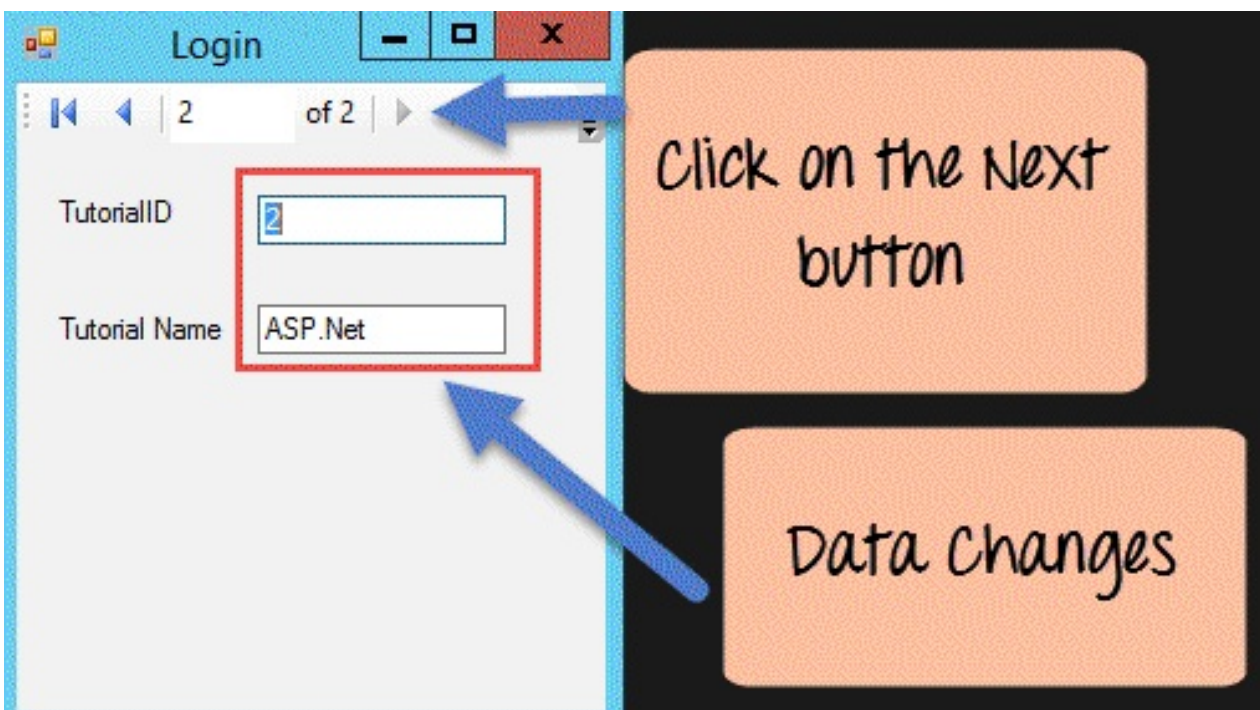 Login
2 of 2
TutorialID 2
Tutorial Name ASP.Net
Click on the Next
button
Data Changes